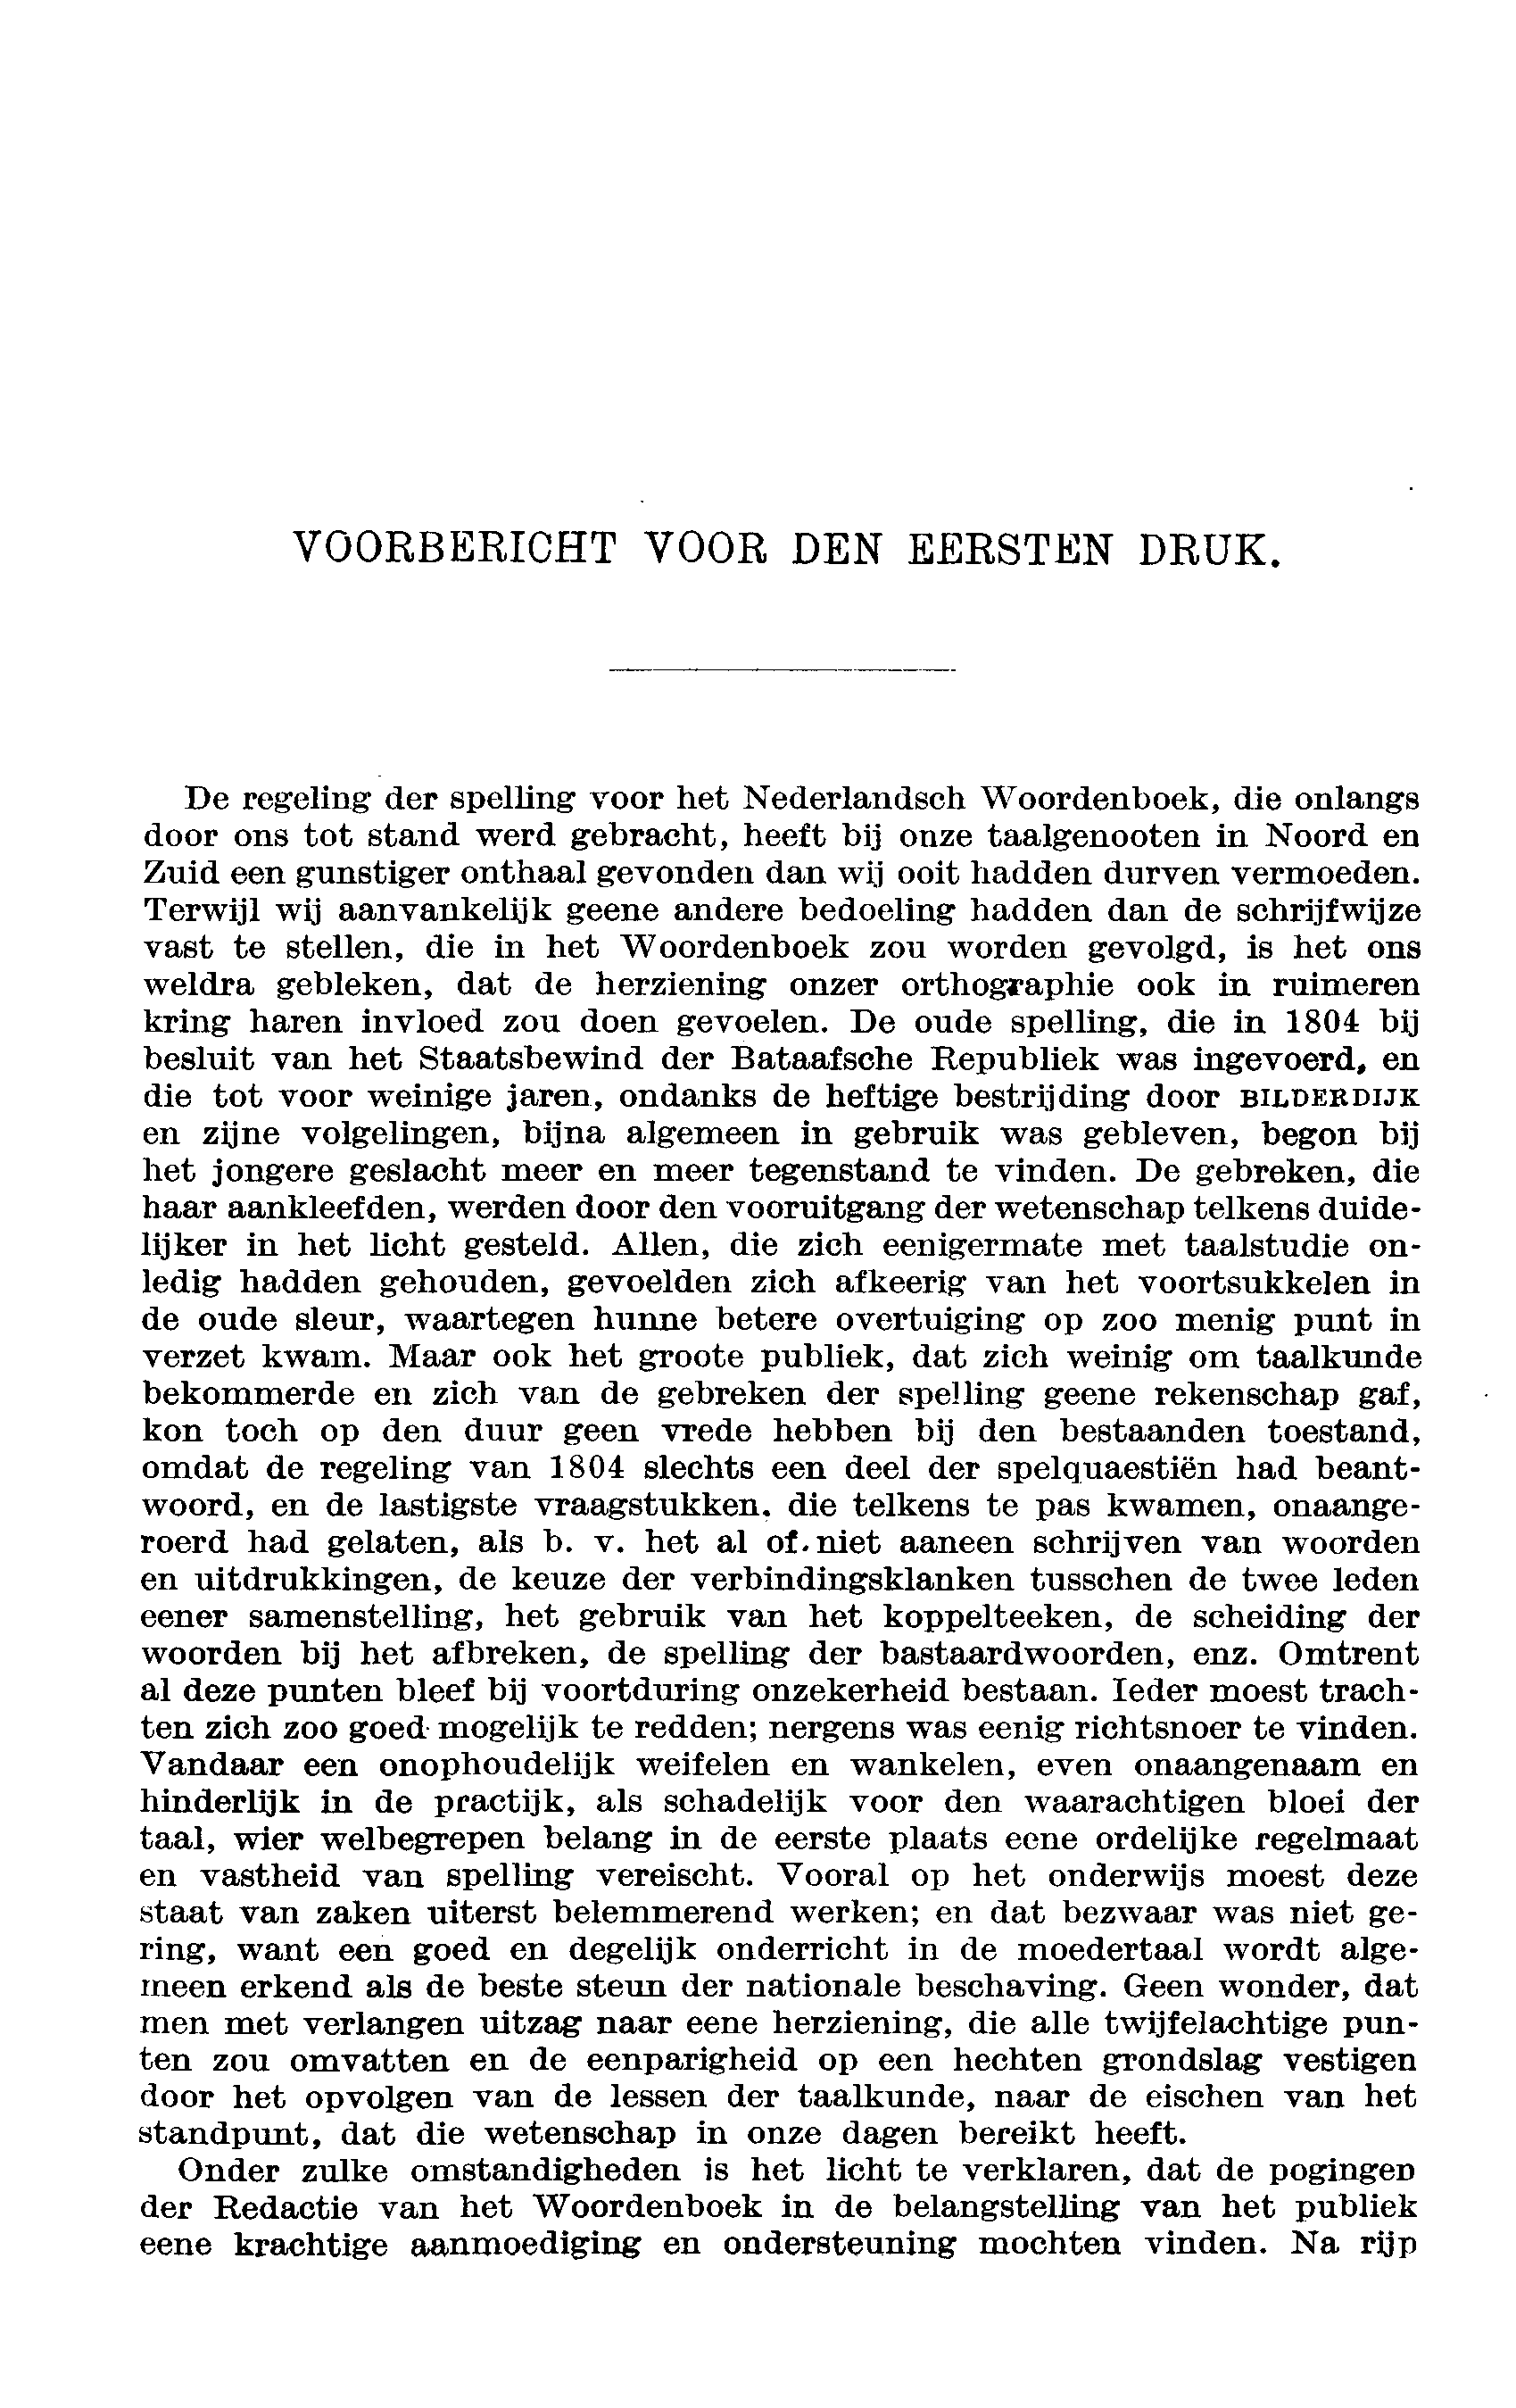 VOORBERICHT VOOR DEN EERSTEN DRUK.
De regeling der spelling voor het Nederlandsch Woordenboek, die onlangs
door ons tot stand werd gebracht, heeft bij onze taalgenooten in Noord en
Zuid een gunstiger onthaal gevonden dan wij ooit hadden durven vermoeden.
Terwijl wij aanvankelijk geene andere bedoeling hadden dan de schrijfwijze
vast te stellen, die in het Woordenboek zou worden gevolgd, is het ons
weldra gebleken, dat de herziening onzer orthographie ook in ruimeren
kring haren invloed zou doen gevoelen. De oude spelling, die in 1804 bij
besluit van het Staatsbewind der Bataafsche Republiek was ingevoerd, en
die tot voor weinige jaren, ondanks de heftige bestrijding door BILDERDIJK
en zijne volgelingen, bijna algemeen in gebruik was gebleven, begon bij
het jongere geslacht meer en meer tegenstand te vinden. De gebreken, die
haar aankleefden, werden door den vooruitgang der wetenschap telkens duide-
lijker in het licht gesteld. Allen, die zich eenigermate met taalstudie on-
ledig hadden gehouden, gevoelden zich afkeerig van het voortsukkelen in
de oude sleur, waartegen hunne betere overtuiging op zoo menig punt in
verzet kwam. Maar ook het groote publiek, dat zich weinig om taalkunde
bekommerde en zich van de gebreken der spelling geene rekenschap gaf,
kon toch op den duur geen vrede hebben bij den bestaanden toestand,
omdat de regeling van 1804 slechts een deel der spelquaestiën had beant-
woord, en de lastigste vraagstukken, die telkens te pas kwamen, onaange-
roerd had gelaten, als b. v. het al of niet aaneen schrijven van woorden
en uitdrukkingen, de keuze der verbindingsklanken tusschen de twee leden
eener samenstelling, het gebruik van het koppelteeken, de scheiding der
woorden bij het afbreken, de spelling der bastaardwoorden, enz. Omtrent
al deze punten bleef bij voortduring onzekerheid bestaan. Ieder moest trach-
ten zich zoo goed mogelijk te redden; nergens was eenig richtsnoer te vinden.
Vandaar een onophoudelijk weifelen en wankelen, even onaangenaam en
hinderlijk in de practijk, als schadelijk voor den waarachtigen bloei der
taal, wier welbegrepen belang in de eerste plaats eene ordelijke regelmaat
en vastheid van spelling vereischt. Vooral op het onderwijs moest deze
staat van zaken uiterst belemmerend werken; en dat bezwaar was niet ge-
ring, want een goed en degelijk onderricht in de moedertaal wordt alge-
meen erkend als de beste steun der nationale beschaving. Geen wonder, dat
men met verlangen uitzag naar eene herziening, die alle twijfelachtige pun-
ten zou omvatten en de eenparigheid op een hechten grondslag vestigen
door het opvolgen van de lessen der taalkunde, naar de eischen van het
standpunt, dat die wetenschap in onze dagen bereikt heeft.
Onder zulke omstandigheden is het licht te verklaren, dat de pogingen
der Redactie van het Woordenboek in de belangstelling van het publiek
eene krachtige aanmoediging en ondersteuning mochten vinden. Na rijp